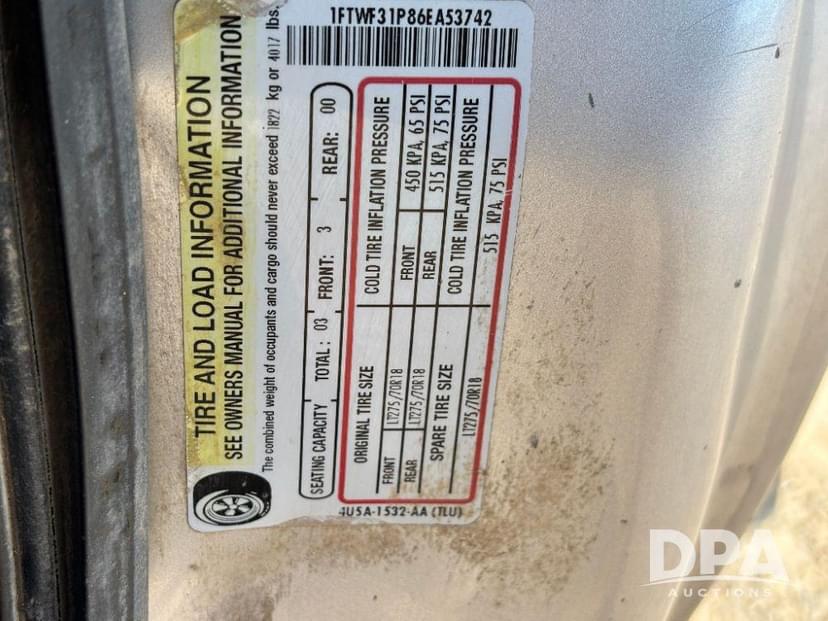 1FTWF31P86EA53742
TIRE AND LOAD INFORMATION
SEE OWNERS MANUAL FOR ADDITIONAL INFORMATION
The combined weight of occupants and cargo should never exceed 1822 kg or 4017 lbs.
SEATING CAPACITY TOTAL: 03 FRONT: 3 REAR: 00
ORIGINAL TIRE SIZE COLD TIRE INFLATION PRESSURE
FRONT LT275/70R18 FRONT 450 KPA, 65 PSI
REAR LT275/70R18 REAR 515 KPA, 75 PSI
SPARE TIRE SIZE COLD TIRE INFLATION PRESSURE
LT275/70R18 515 KPA, 75 PSI
4U5A-1532-AA (TLU)
DPA
AUCTIONS